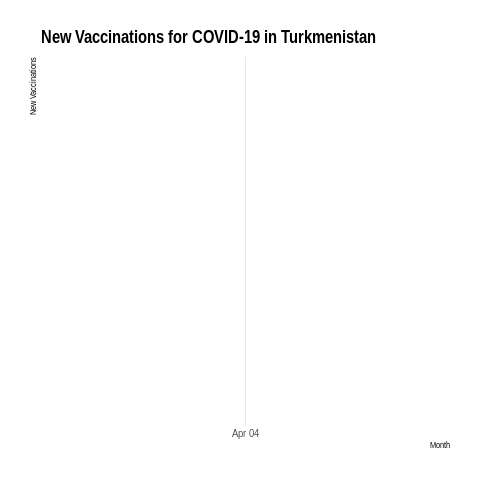 New Vaccinations for COVID-19 in Turkmenistan
New Vaccinations
Apr 04
Month